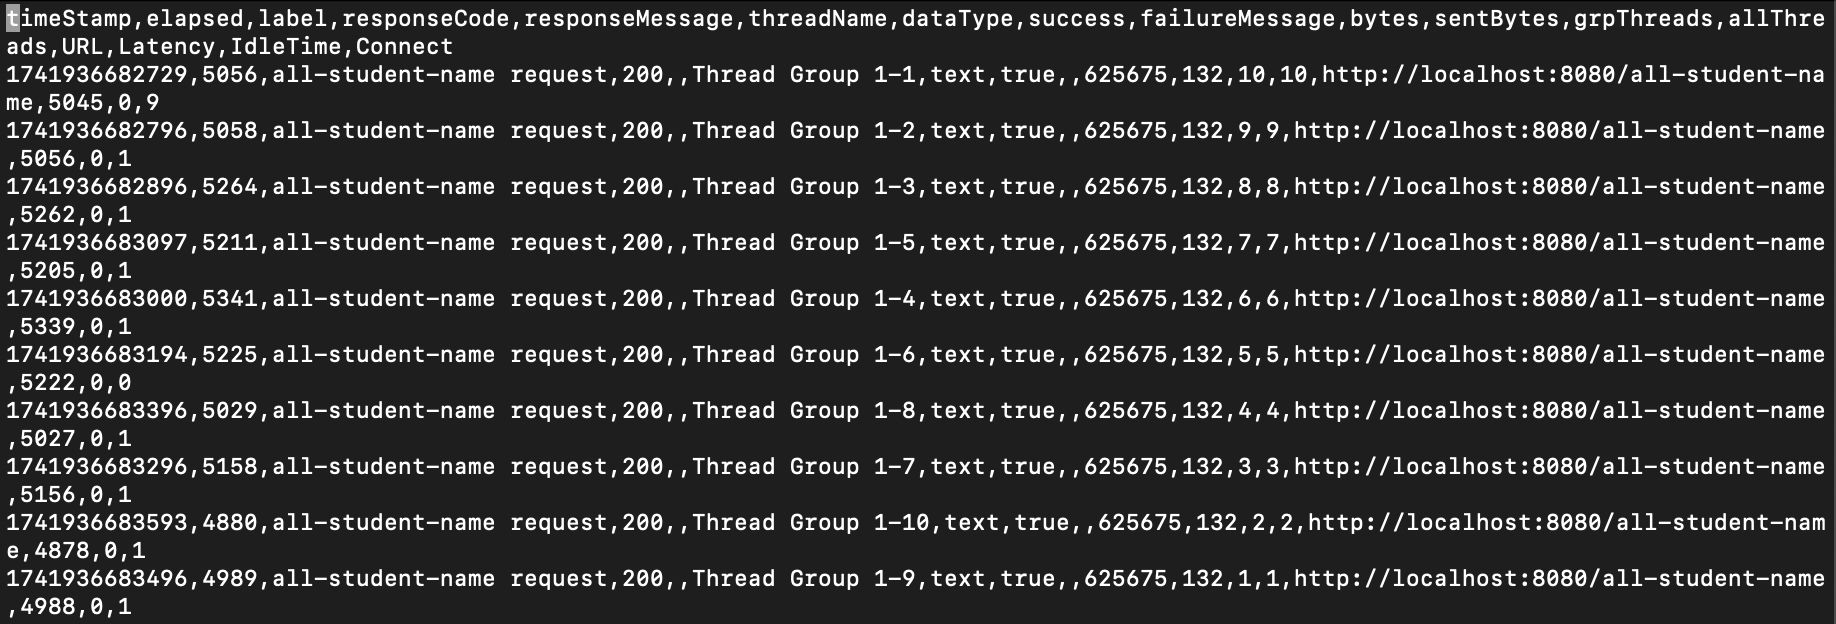 timeStamp,elapsed,label,responseCode,responseMessage,threadName,dataType,success,failureMessage,bytes,sentBytes,grpThreads,allThre
ads,URL,Latency,IdleTime,Connect
1741936682729,5056,all-student-name request,200,,Thread Group 1-1,text,true,,625675,132,10,10,http://localhost:8080/all-student-na
me,5045,0,9
1741936682796,5058,all-student-name request,200,,Thread Group 1-2,text,true,,625675,132,9,9,http://localhost:8080/all-student-name
,5056,0,1
1741936682896,5264,all-student-name request,200,,Thread Group 1-3,text,true,,625675,132,8,8,http://localhost:8080/all-student-name
,5262,0,1
1741936683097,5211,all-student-name request,200,,Thread Group 1-5,text,true,,625675,132,7,7,http://localhost:8080/all-student-name
,5205,0,1
1741936683000,5341,all-student-name request,200,,Thread Group 1-4,text,true,,625675,132,6,6,http://localhost:8080/all-student-name
,5339,0,1
1741936683194,5225,all-student-name request,200,,Thread Group 1-6,text,true,,625675,132,5,5,http://localhost:8080/all-student-name
,5222,0,0
1741936683396,5029,all-student-name request,200,,Thread Group 1-8,text,true,,625675,132,4,4,http://localhost:8080/all-student-name
,5027,0,1
1741936683296,5158,all-student-name request,200,,Thread Group 1-7,text,true,,625675,132,3,3,http://localhost:8080/all-student-name
,5156,0,1
1741936683593,4880,all-student-name request,200,,Thread Group 1-10,text,true,,625675,132,2,2,http://localhost:8080/all-student-nam
e,4878,0,1
1741936683496,4989,all-student-name request,200,,Thread Group 1-9,text,true,,625675,132,1,1,http://localhost:8080/all-student-name
,4988,0,1